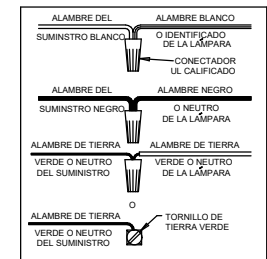 ALAMBRE DEL ALAMBRE BLANCO
SUMINSTRO BLANCO O IDENTIFICADO
DE LA LAMPARA
CONECTADOR
UL CALIFICADO
ALAMBRE DEL ALAMBRE NEGRO
SUMINSTRO NEGRO O NEUTRO
DE LA LAMPARA
ALAMBRE DE TIERRA ALAMBRE DE TIERRA
VERDE O NEUTRO VERDE O NEUTRO
DEL SUMINISTRO DE LA LAMPARA
O
ALAMBRE DE TIERRA TORNILLO DE
TIERRA VERDE
VERDE O NEUTRO
DEL SUMINISTRO